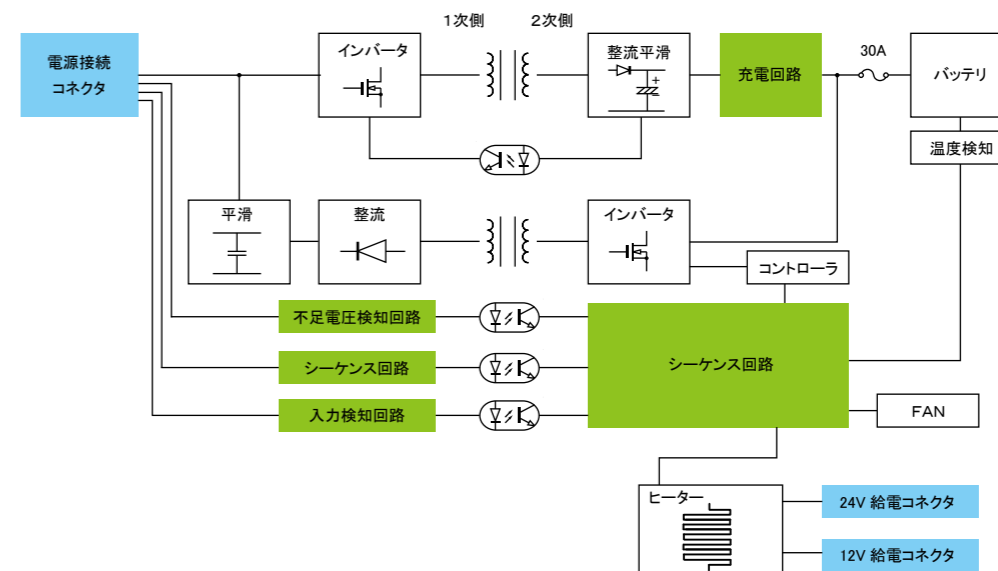 1次側 2次側
電源接続
コネクタ
インバータ
整流平滑
+
充電回路
30A
バッテリ
温度検知
平滑
整流
インバータ
コントローラ
不足電圧検知回路
シーケンス回路
シーケンス回路
入力検知回路
FAN
ヒーター
24V 給電コネクタ
12V 給電コネクタ